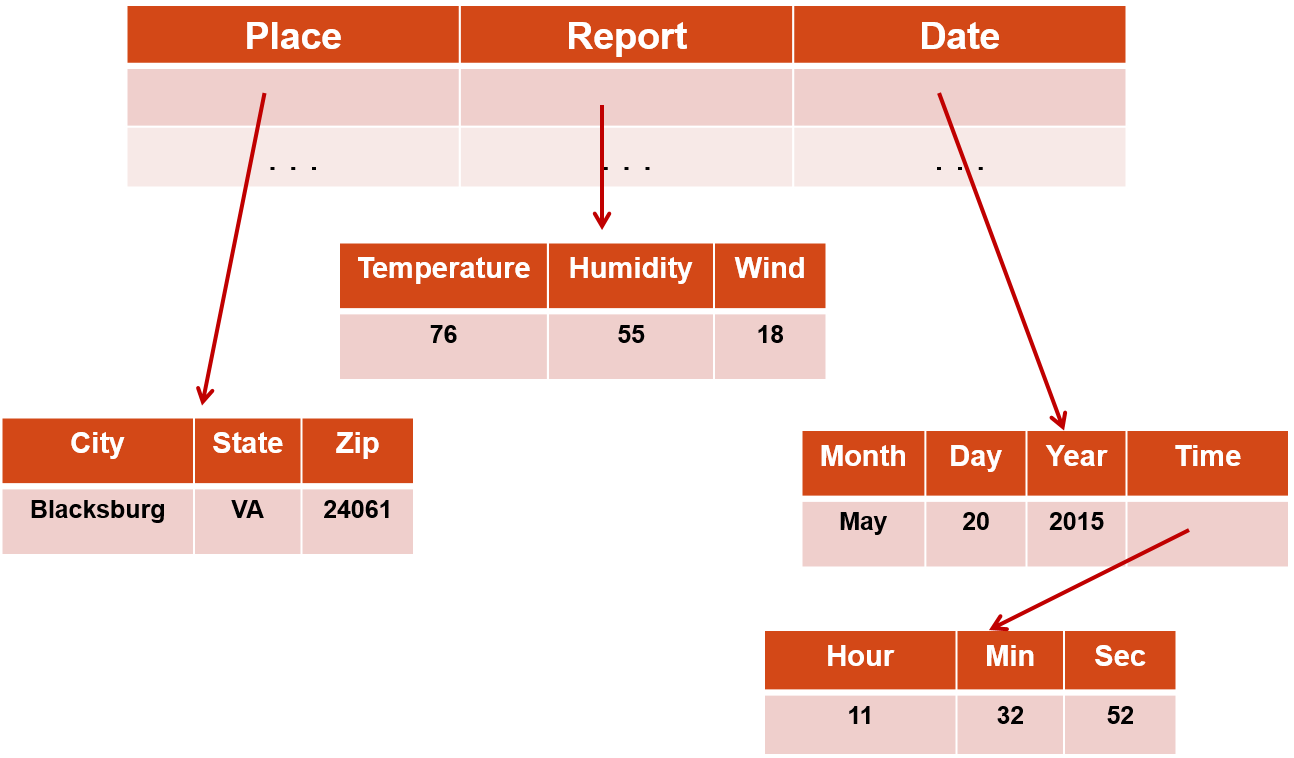 Place Report Date
. . . . . . . . .
Temperature Humidity Wind
76 55 18
City State Zip
Blacksburg VA 24061
Month Day Year Time
May 20 2015
Hour Min Sec
11 32 52